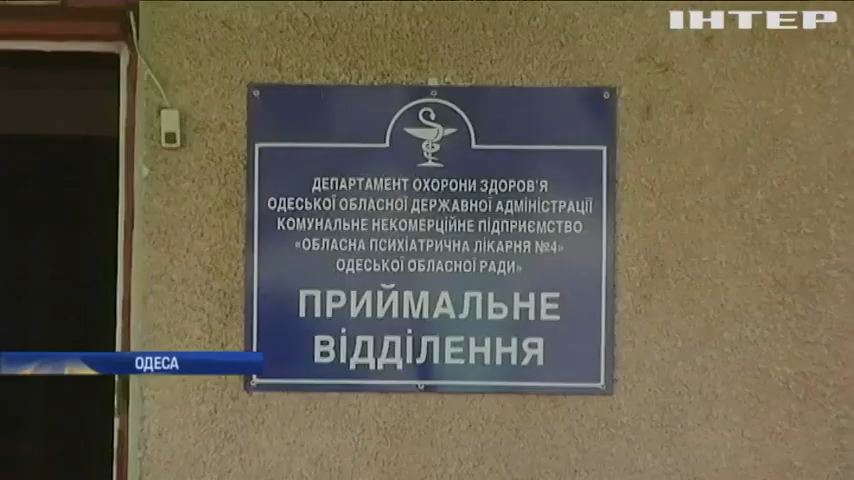 ІНТЕР
ДЕПАРТАМЕНТ ОХОРОНИ ЗДОРОВ'Я
ОДЕСЬКОЇ ОБЛАСНОЇ ДЕРЖАВНОЇ АДМІНІСТРАЦІЇ
КОМУНАЛЬНЕ НЕКОМЕРЦІЙНЕ ПІДПРИЄМСТВО
«ОБЛАСНА ПСИХІАТРИЧНА ЛІКАРНЯ №4»
ОДЕСЬКОЇ ОБЛАСНОЇ РАДИ»
ПРИЙМАЛЬНЕ
ВІДДІЛЕННЯ
ОДЕСА